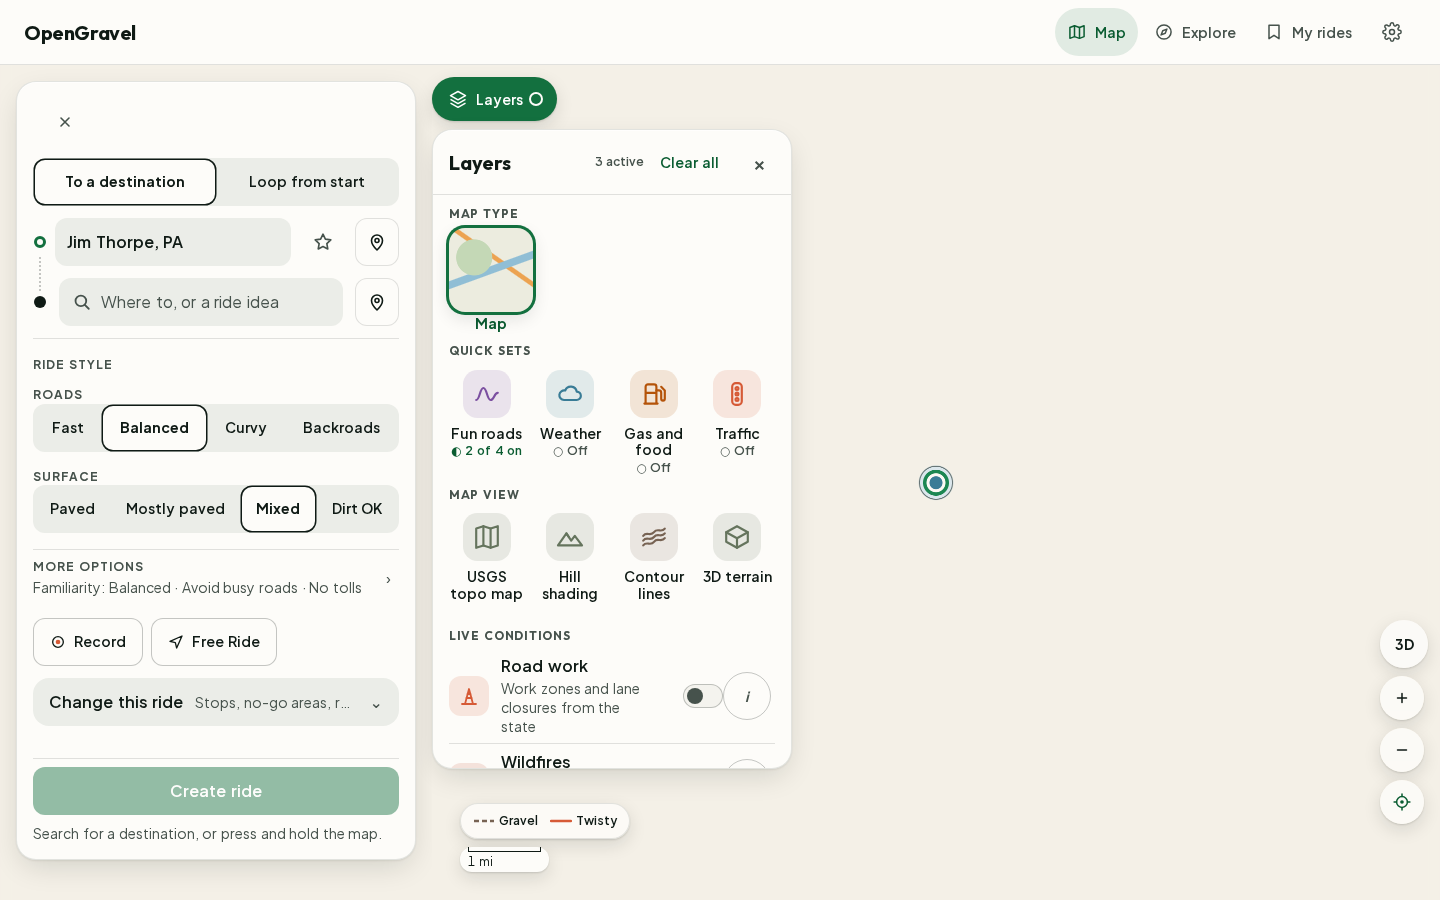 OpenGravel
Map
Explore
My rides
Layers
To a destination
Loop from start
Jim Thorpe, PA
Where to, or a ride idea
RIDE STYLE
ROADS
Fast
Balanced
Curvy
Backroads
SURFACE
Paved
Mostly paved
Mixed
Dirt OK
MORE OPTIONS
Familiarity: Balanced · Avoid busy roads · No tolls
Record
Free Ride
Change this ride
Stops, no-go areas, r...
Create ride
Search for a destination, or press and hold the map.
Layers
3 active
Clear all
MAP TYPE
Map
QUICK SETS
Fun roads
2 of 4 on
Weather
Off
Gas and
food
Off
Traffic
Off
MAP VIEW
USGS
topo map
Hill
shading
Contour
lines
3D terrain
LIVE CONDITIONS
Road work
Work zones and lane
closures from the
state
i
Wildfires
Gravel
Twisty
1 mi
3D
+
−